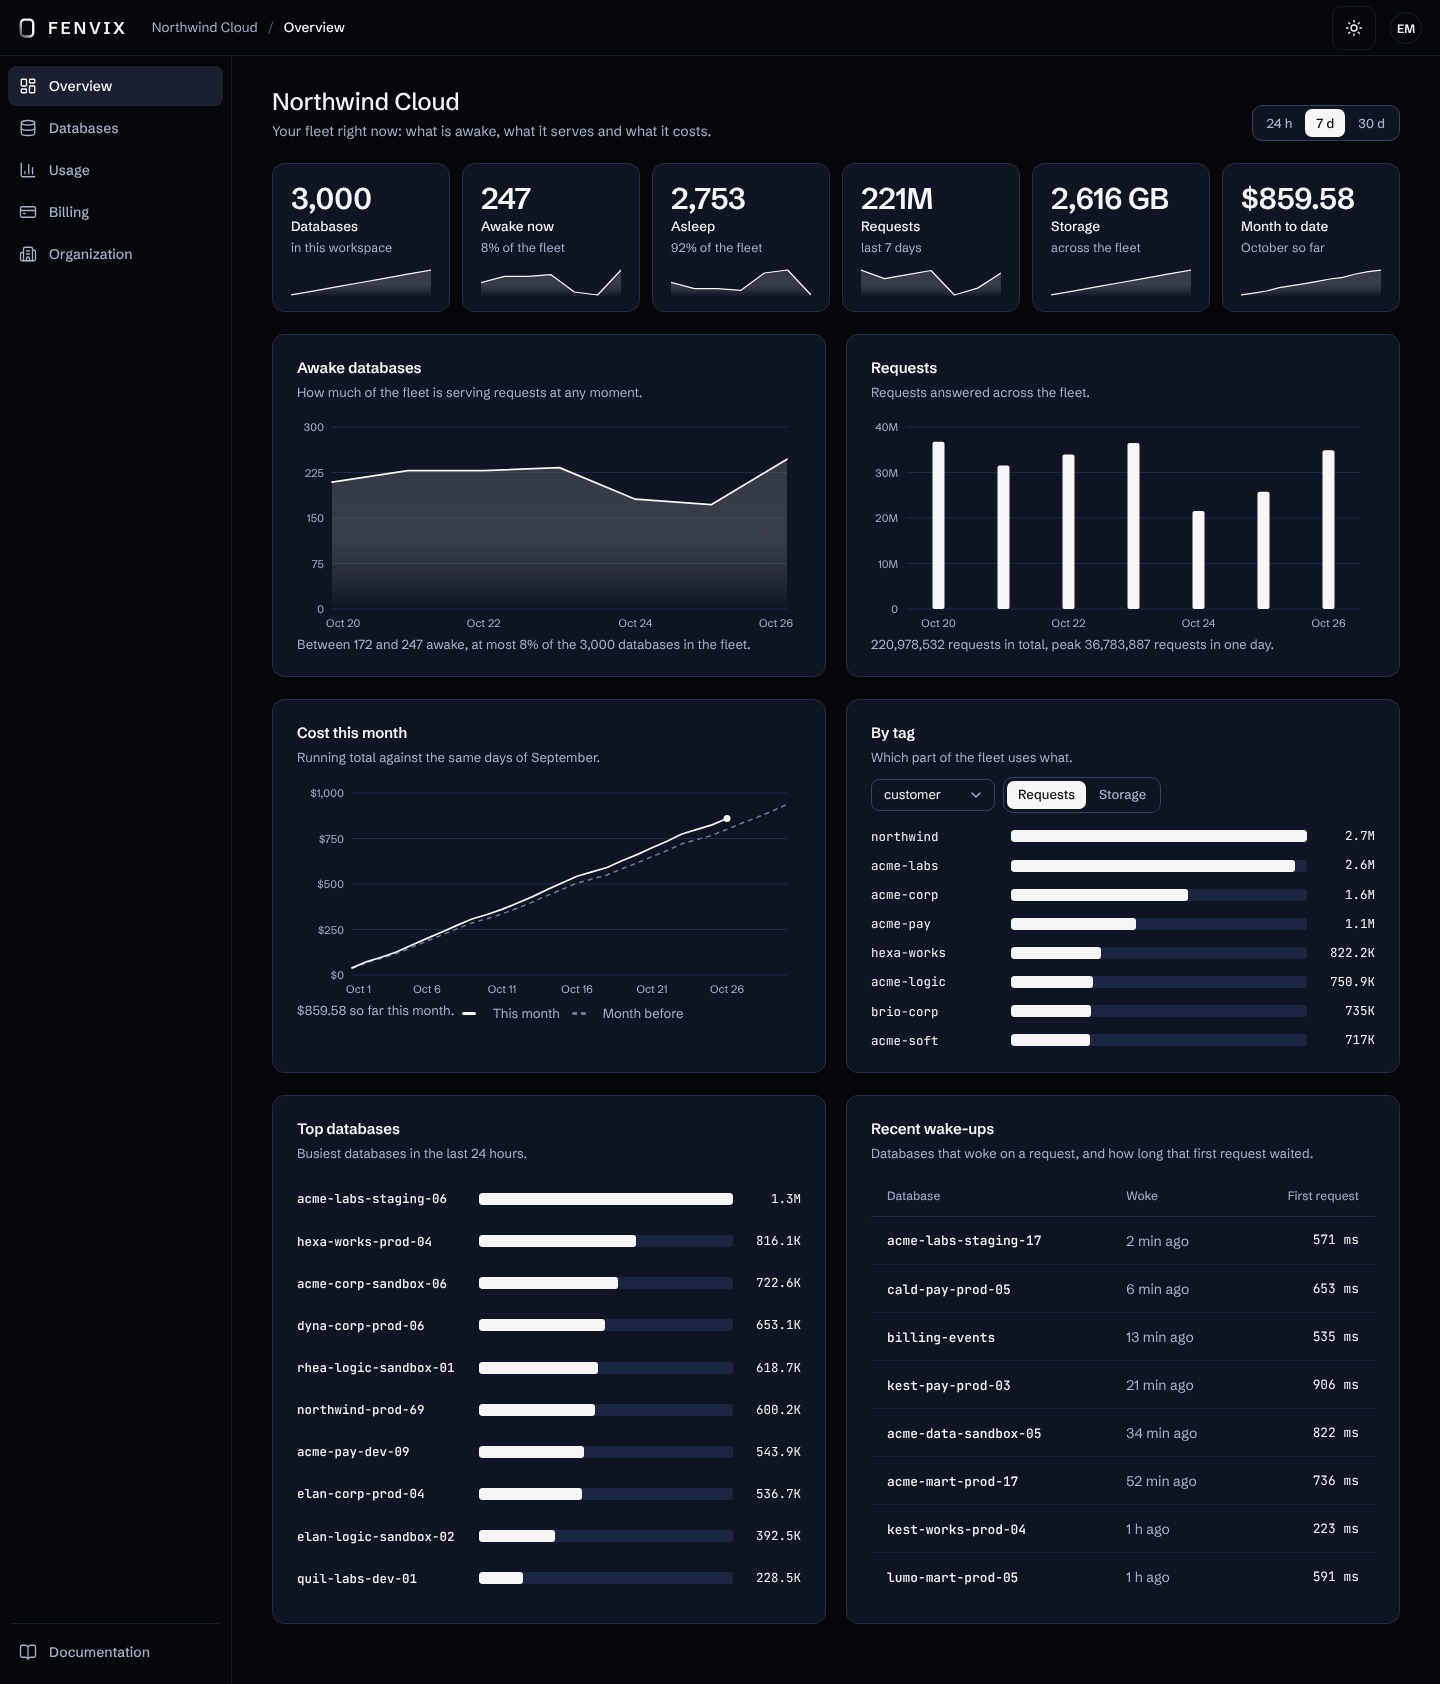 FENVIX
Northwind Cloud / Overview
EM
Overview
Databases
Usage
Billing
Organization
Documentation
Northwind Cloud
Your fleet right now: what is awake, what it serves and what it costs.
24 h 7 d 30 d
3,000
Databases
in this workspace
247
Awake now
8% of the fleet
2,753
Asleep
92% of the fleet
221M
Requests
last 7 days
2,616 GB
Storage
across the fleet
$859.58
Month to date
October so far
Awake databases
How much of the fleet is serving requests at any moment.
300
225
150
75
0
Oct 20 Oct 22 Oct 24 Oct 26
Between 172 and 247 awake, at most 8% of the 3,000 databases in the fleet.
Requests
Requests answered across the fleet.
40M
30M
20M
10M
0
Oct 20 Oct 22 Oct 24 Oct 26
220,978,532 requests in total, peak 36,783,887 requests in one day.
Cost this month
Running total against the same days of September.
$1,000
$750
$500
$250
$0
Oct 1 Oct 6 Oct 11 Oct 16 Oct 21 Oct 26
$859.58 so far this month. This month Month before
By tag
Which part of the fleet uses what.
customer Requests Storage
northwind 2.7M
acme-labs 2.6M
acme-corp 1.6M
acme-pay 1.1M
hexa-works 822.2K
acme-logic 750.9K
brio-corp 735K
acme-soft 717K
Top databases
Busiest databases in the last 24 hours.
acme-labs-staging-06 1.3M
hexa-works-prod-04 816.1K
acme-corp-sandbox-06 722.6K
dyna-corp-prod-06 653.1K
rhea-logic-sandbox-01 618.7K
northwind-prod-69 600.2K
acme-pay-dev-09 543.9K
elan-corp-prod-04 536.7K
elan-logic-sandbox-02 392.5K
quil-labs-dev-01 228.5K
Recent wake-ups
Databases that woke on a request, and how long that first request waited.
Database Woke First request
acme-labs-staging-17 2 min ago 571 ms
cald-pay-prod-05 6 min ago 653 ms
billing-events 13 min ago 535 ms
kest-pay-prod-03 21 min ago 906 ms
acme-data-sandbox-05 34 min ago 822 ms
acme-mart-prod-17 52 min ago 736 ms
kest-works-prod-04 1 h ago 223 ms
lumo-mart-prod-05 1 h ago 591 ms